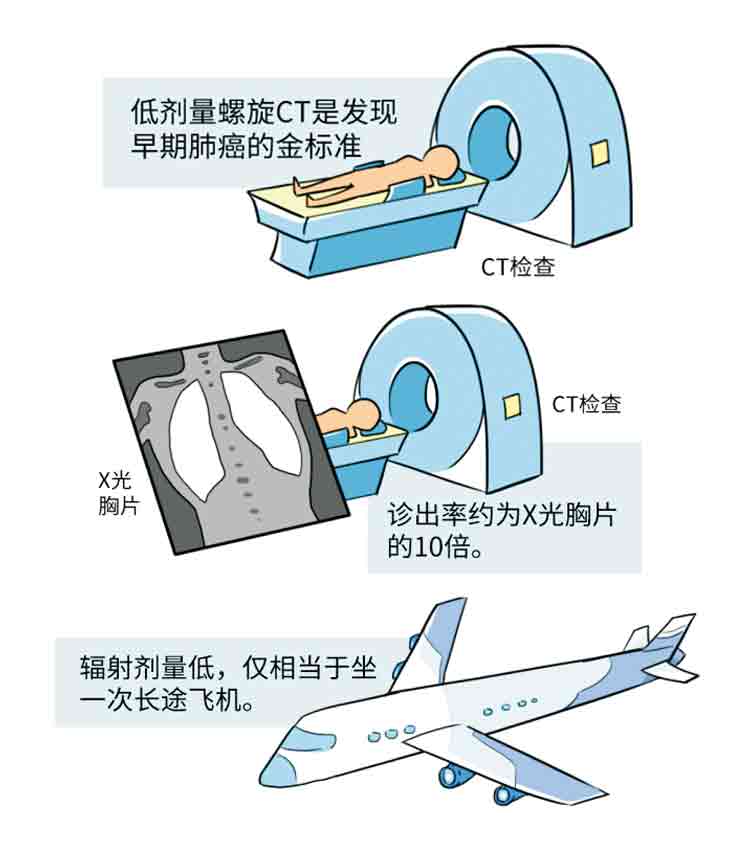 低剂量螺旋CT是发现
早期肺癌的金标准
CT检查
CT检查
X光
胸片
诊出率约为X光胸片
的10倍。
辐射剂量低，仅相当于坐
一次长途飞机。